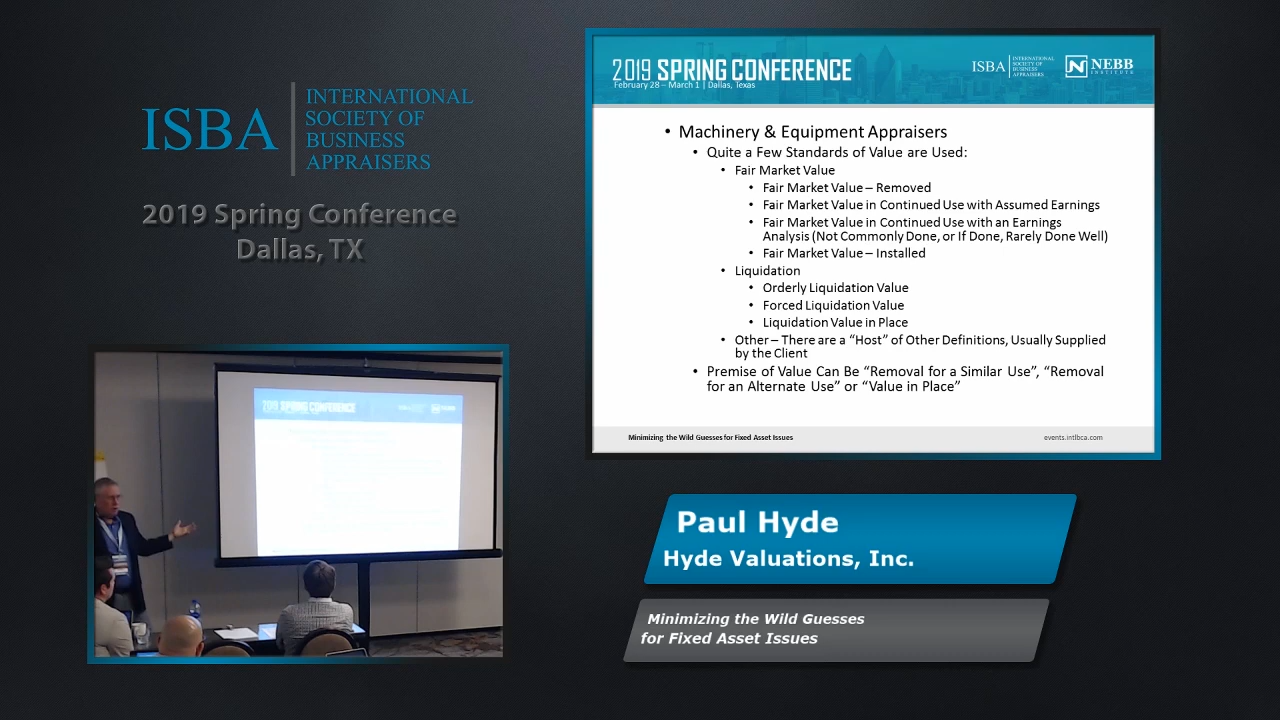 ISBA
INTERNATIONAL
SOCIETY OF
BUSINESS
APPRAISERS
2019 Spring Conference
Dallas, TX
2019 SPRING CONFERENCE
February 28 – March 1 | Dallas, Texas
ISBA
INTERNATIONAL
SOCIETY OF
BUSINESS
APPRAISERS
N NEBB
INSTITUTE
• Machinery & Equipment Appraisers
• Quite a Few Standards of Value are Used:
• Fair Market Value
• Fair Market Value – Removed
• Fair Market Value in Continued Use with Assumed Earnings
• Fair Market Value in Continued Use with an Earnings
Analysis (Not Commonly Done, or If Done, Rarely Done Well)
• Fair Market Value – Installed
• Liquidation
• Orderly Liquidation Value
• Forced Liquidation Value
• Liquidation Value in Place
• Other – There are a “Host” of Other Definitions, Usually Supplied
by the Client
• Premise of Value Can Be “Removal for a Similar Use”, “Removal
for an Alternate Use” or “Value in Place”
Minimizing the Wild Guesses for Fixed Asset Issues
events.intlbca.com
2019 SPRING CONFERENCE
Paul Hyde
Hyde Valuations, Inc.
Minimizing the Wild Guesses
for Fixed Asset Issues